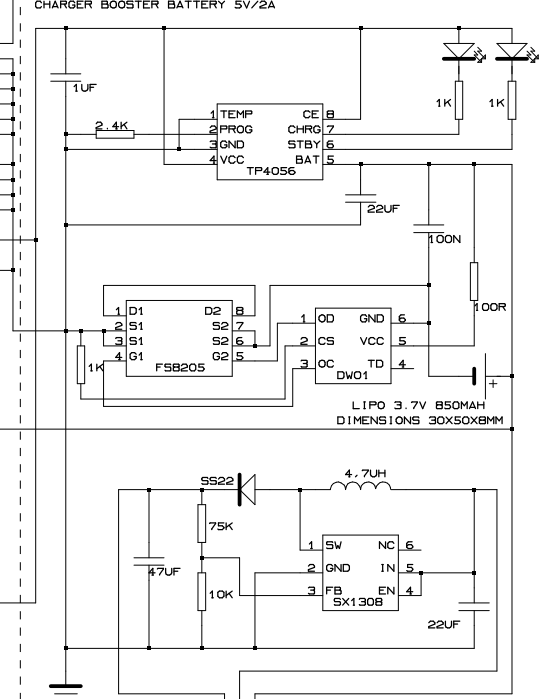 CHARGER BOOSTER BATTERY 5V/2A
1UF
1K
1K
2.4K
1 TEMP CE 8
2 PROG CHRG 7
3 GND STBY 6
4 VCC BAT 5
TP4056
22UF
100N
100R
1 D1 D2 8
2 S1 S2 7
3 S1 S2 6
4 G1 G2 5
FS8205
1K
1 OD GND 6
2 CS VCC 5
3 OC TD 4
DW01
+
LIPO 3.7V 850MAH
DIMENSIONS 30X50X8MM
SS22
4,7UH
75K
47UF
10K
1 SW NC 6
2 GND IN 5
3 FB EN 4
SX1308
22UF